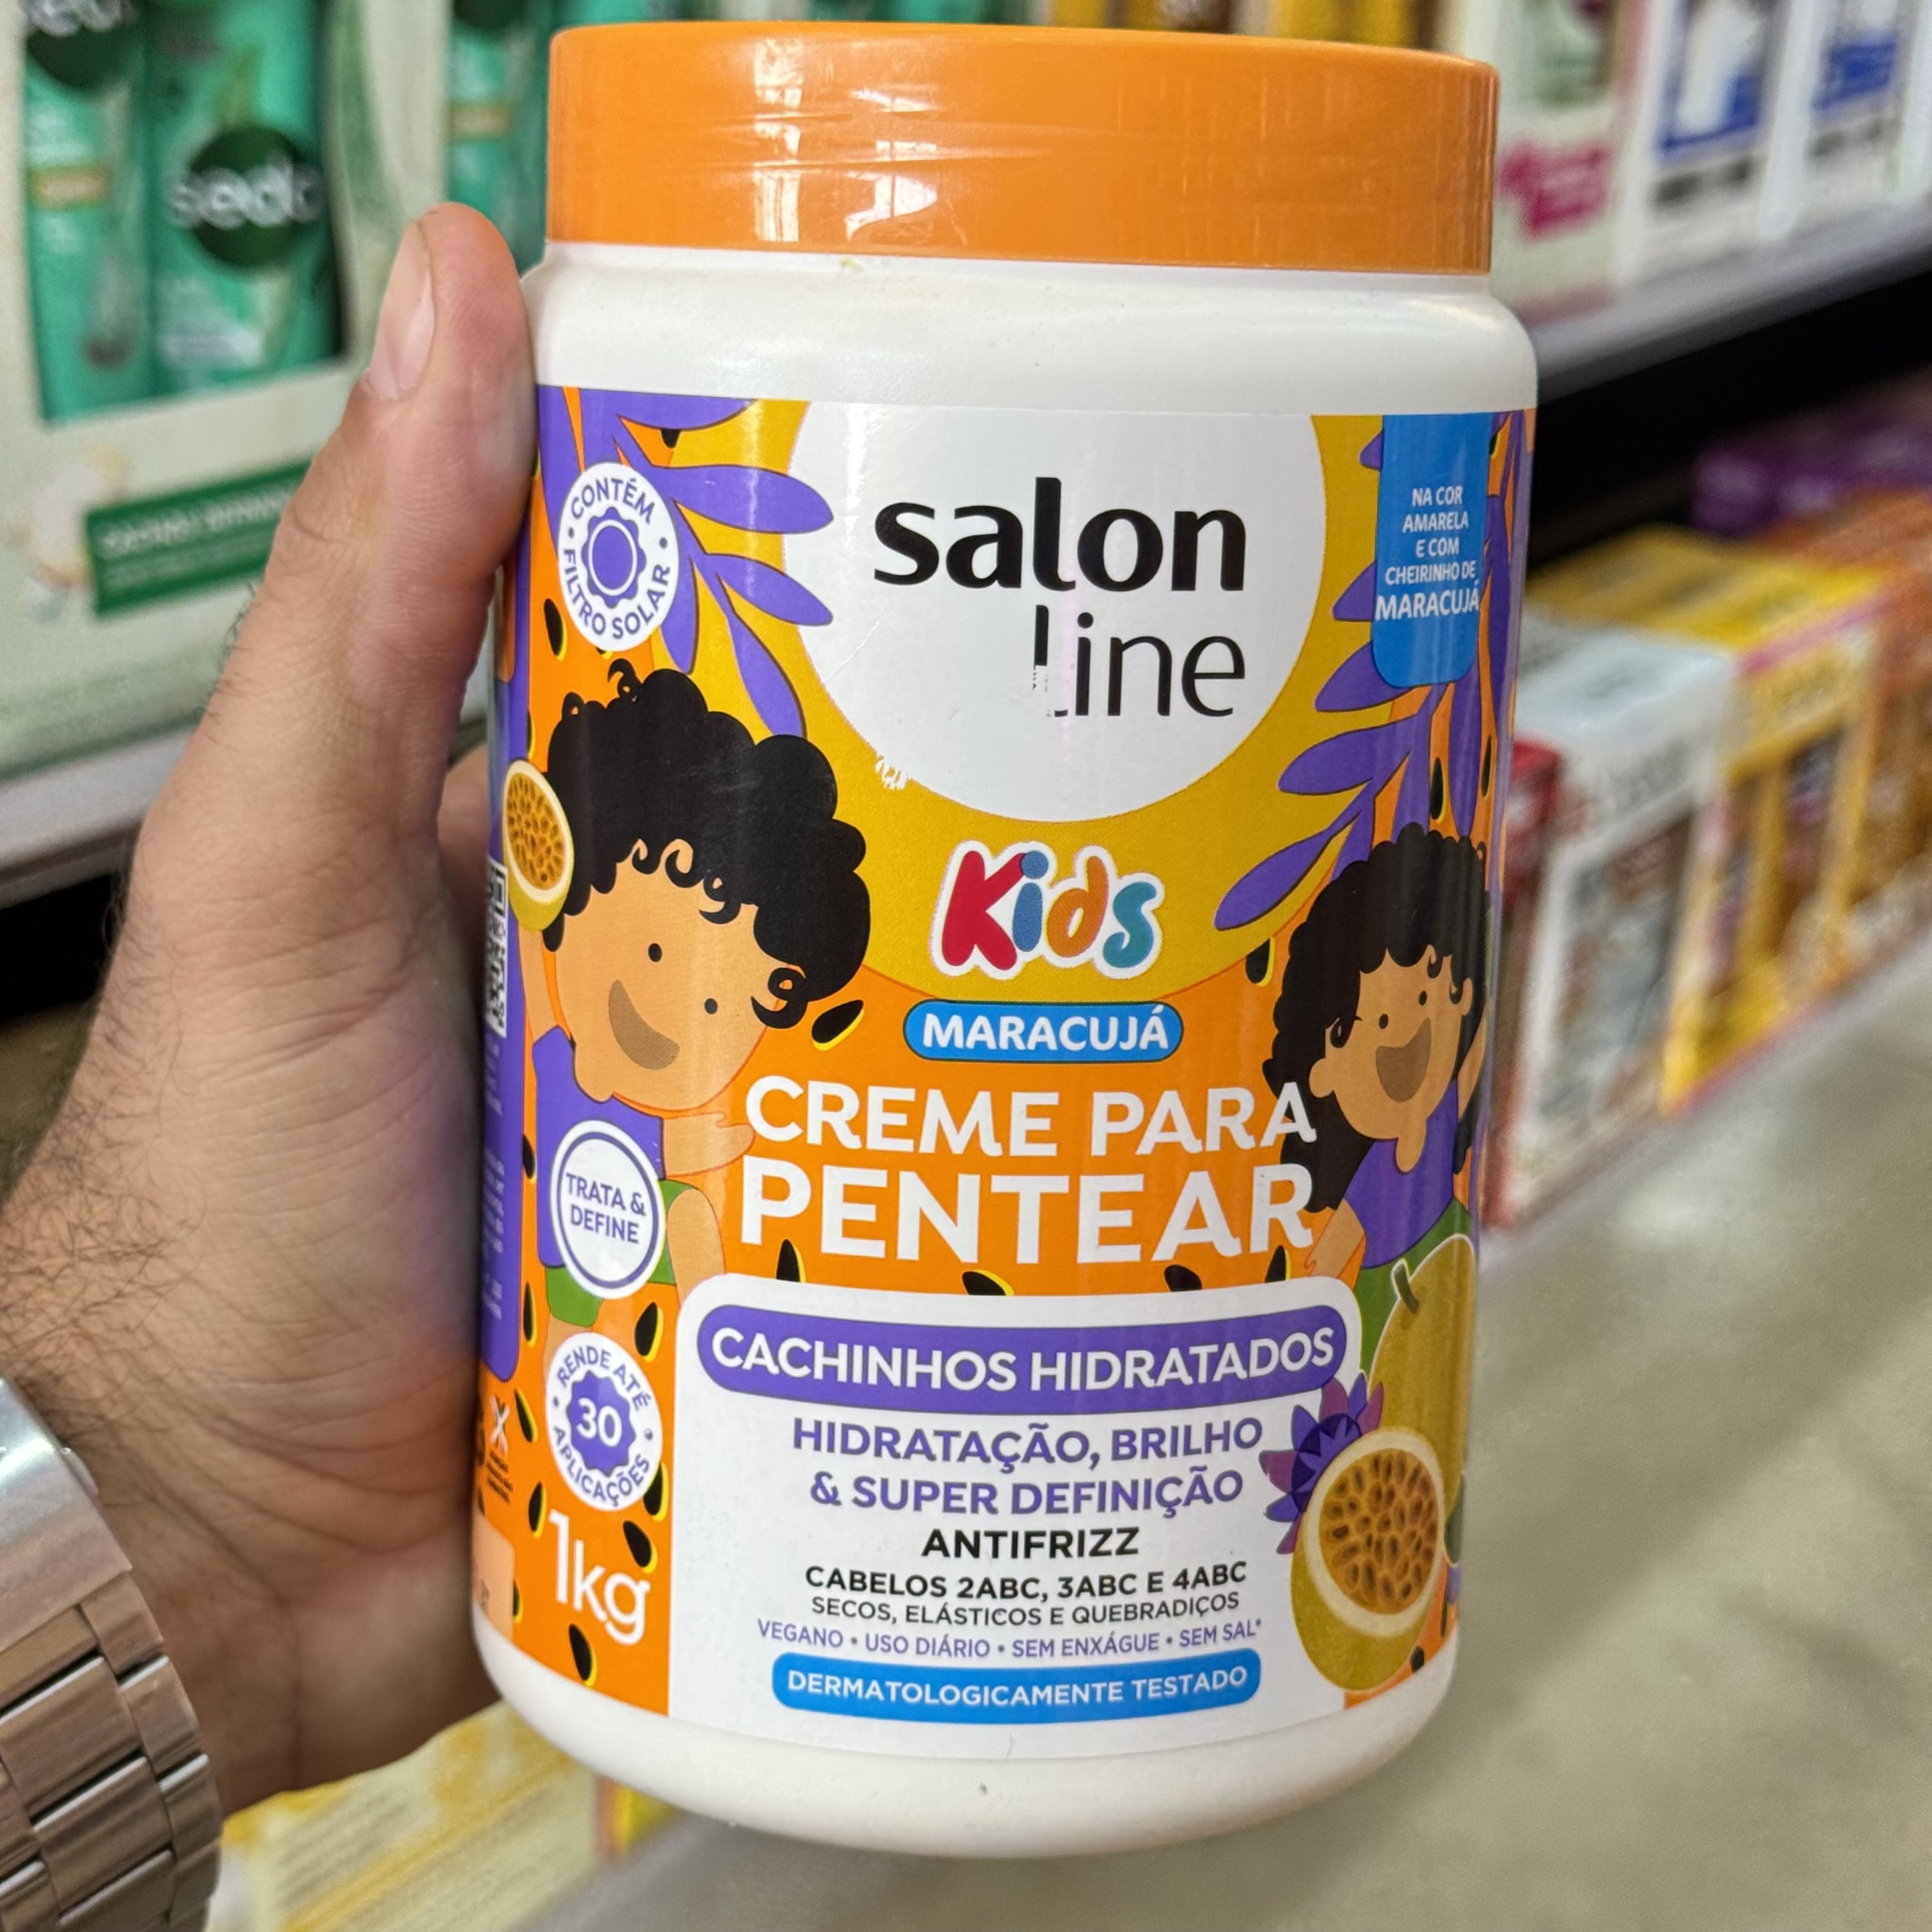 seda
CONTÉM
FILTRO SOLAR
salon
line
NA COR
AMARELA
E COM
CHEIRINHO DE
MARACUJÁ
Kids
MARACUJÁ
CREME PARA
PENTEAR
TRATA &
DEFINE
CACHINHOS HIDRATADOS
RENDE ATÉ
30
APLICAÇÕES
HIDRATAÇÃO, BRILHO
& SUPER DEFINIÇÃO
ANTIFRIZZ
1kg
CABELOS 2ABC, 3ABC E 4ABC
SECOS, ELÁSTICOS E QUEBRADIÇOS
VEGANO • USO DIÁRIO • SEM ENXÁGUE • SEM SAL*
DERMATOLOGICAMENTE TESTADO